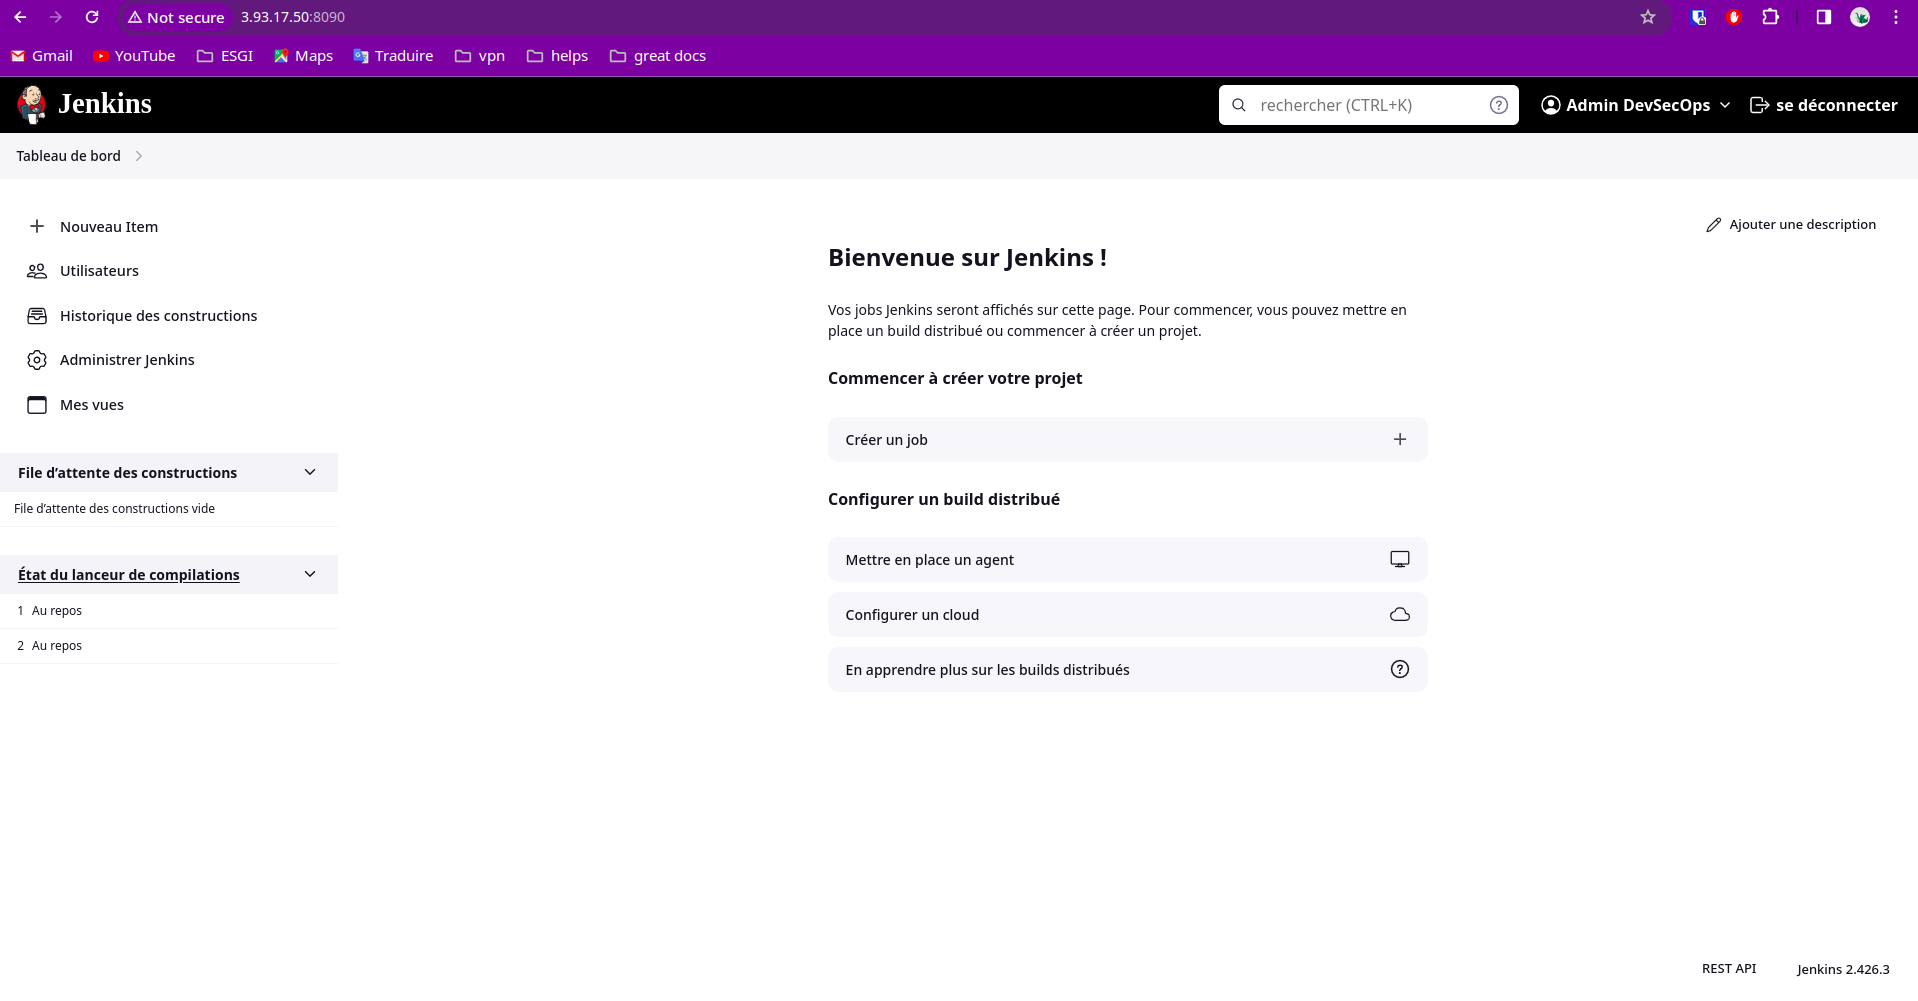 Not secure 3.93.17.50:8090
Gmail YouTube ESGI Maps Traduire vpn helps great docs
Jenkins rechercher (CTRL+K) Admin DevSecOps se déconnecter
Tableau de bord
Nouveau Item
Utilisateurs
Historique des constructions
Administrer Jenkins
Mes vues
File d’attente des constructions
File d’attente des constructions vide
État du lanceur de compilations
1 Au repos
2 Au repos
Ajouter une description
Bienvenue sur Jenkins !
Vos jobs Jenkins seront affichés sur cette page. Pour commencer, vous pouvez mettre en
place un build distribué ou commencer à créer un projet.
Commencer à créer votre projet
Créer un job
Configurer un build distribué
Mettre en place un agent
Configurer un cloud
En apprendre plus sur les builds distribués
REST API Jenkins 2.426.3